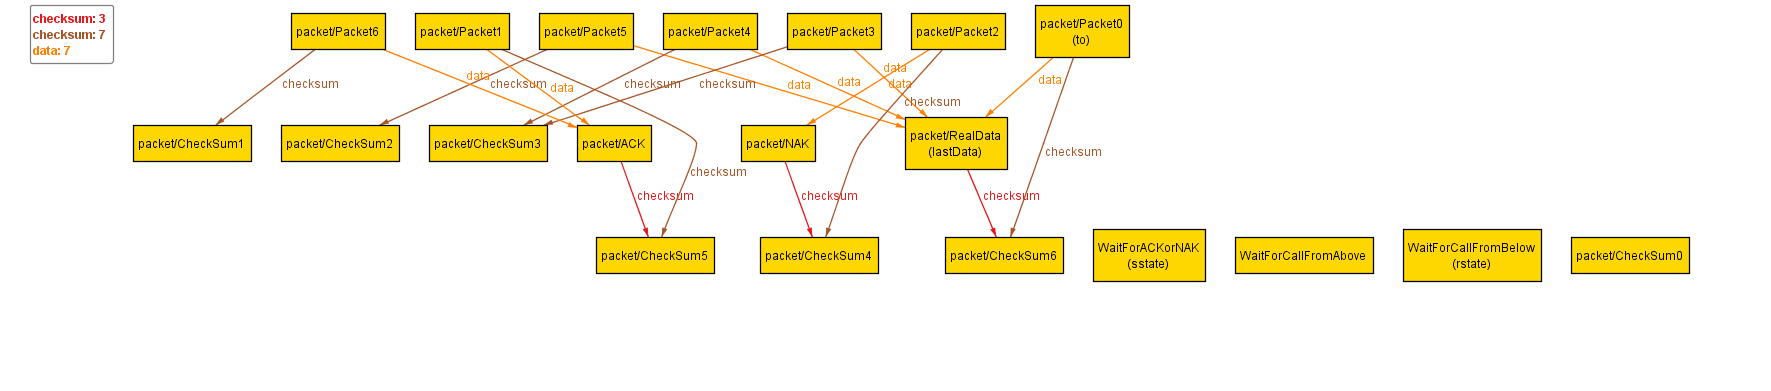 checksum: 3
checksum: 7
data: 7
packet/Packet6
packet/Packet1
packet/Packet5
packet/Packet4
packet/Packet3
packet/Packet2
packet/Packet0
(to)
checksum
data
checksum
data
checksum
checksum
data
data
data
data
checksum
data
packet/CheckSum1
packet/CheckSum2
packet/CheckSum3
packet/ACK
packet/NAK
packet/RealData
(lastData)
checksum
checksum
checksum
checksum
checksum
packet/CheckSum5
packet/CheckSum4
packet/CheckSum6
WaitForACKorNAK
(sstate)
WaitForCallFromAbove
WaitForCallFromBelow
(rstate)
packet/CheckSum0